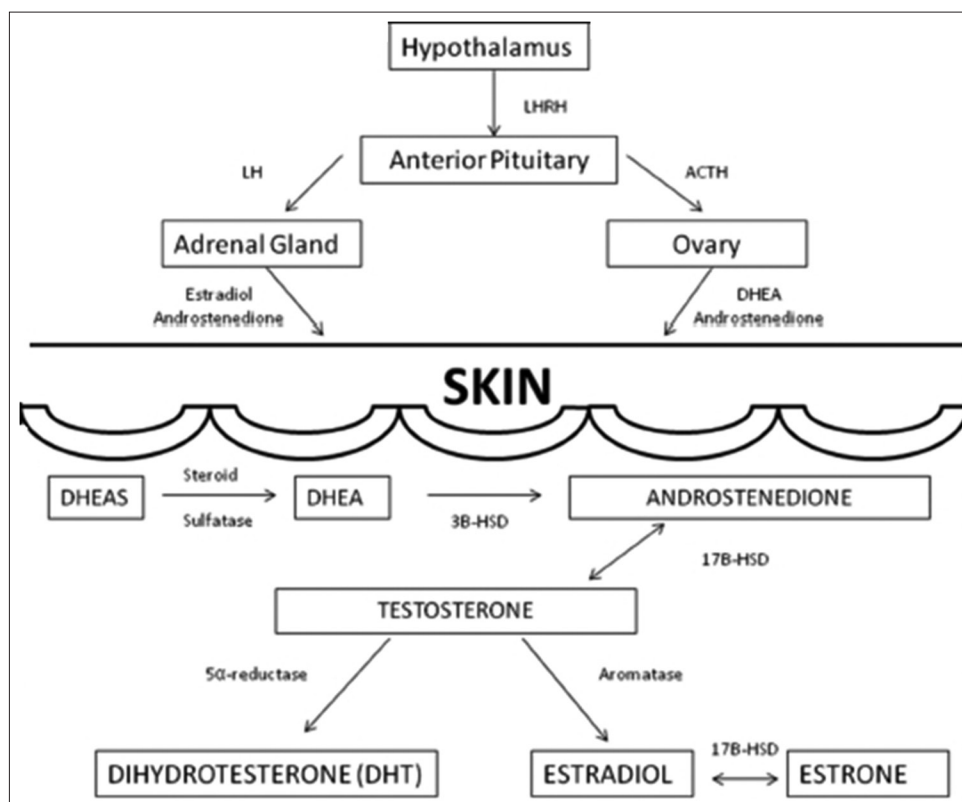 Hypothalamus
LHRH
Anterior Pituitary
LH
ACTH
Adrenal Gland
Ovary
Estradiol
Androstenedione
DHEA
Androstenedione
SKIN
DHEAS
Steroid
Sulfatase
DHEA
3B-HSD
ANDROSTENEDIONE
17B-HSD
TESTOSTERONE
5α-reductase
Aromatase
DIHYDROTESTERONE (DHT)
ESTRADIOL
17B-HSD
ESTRONE